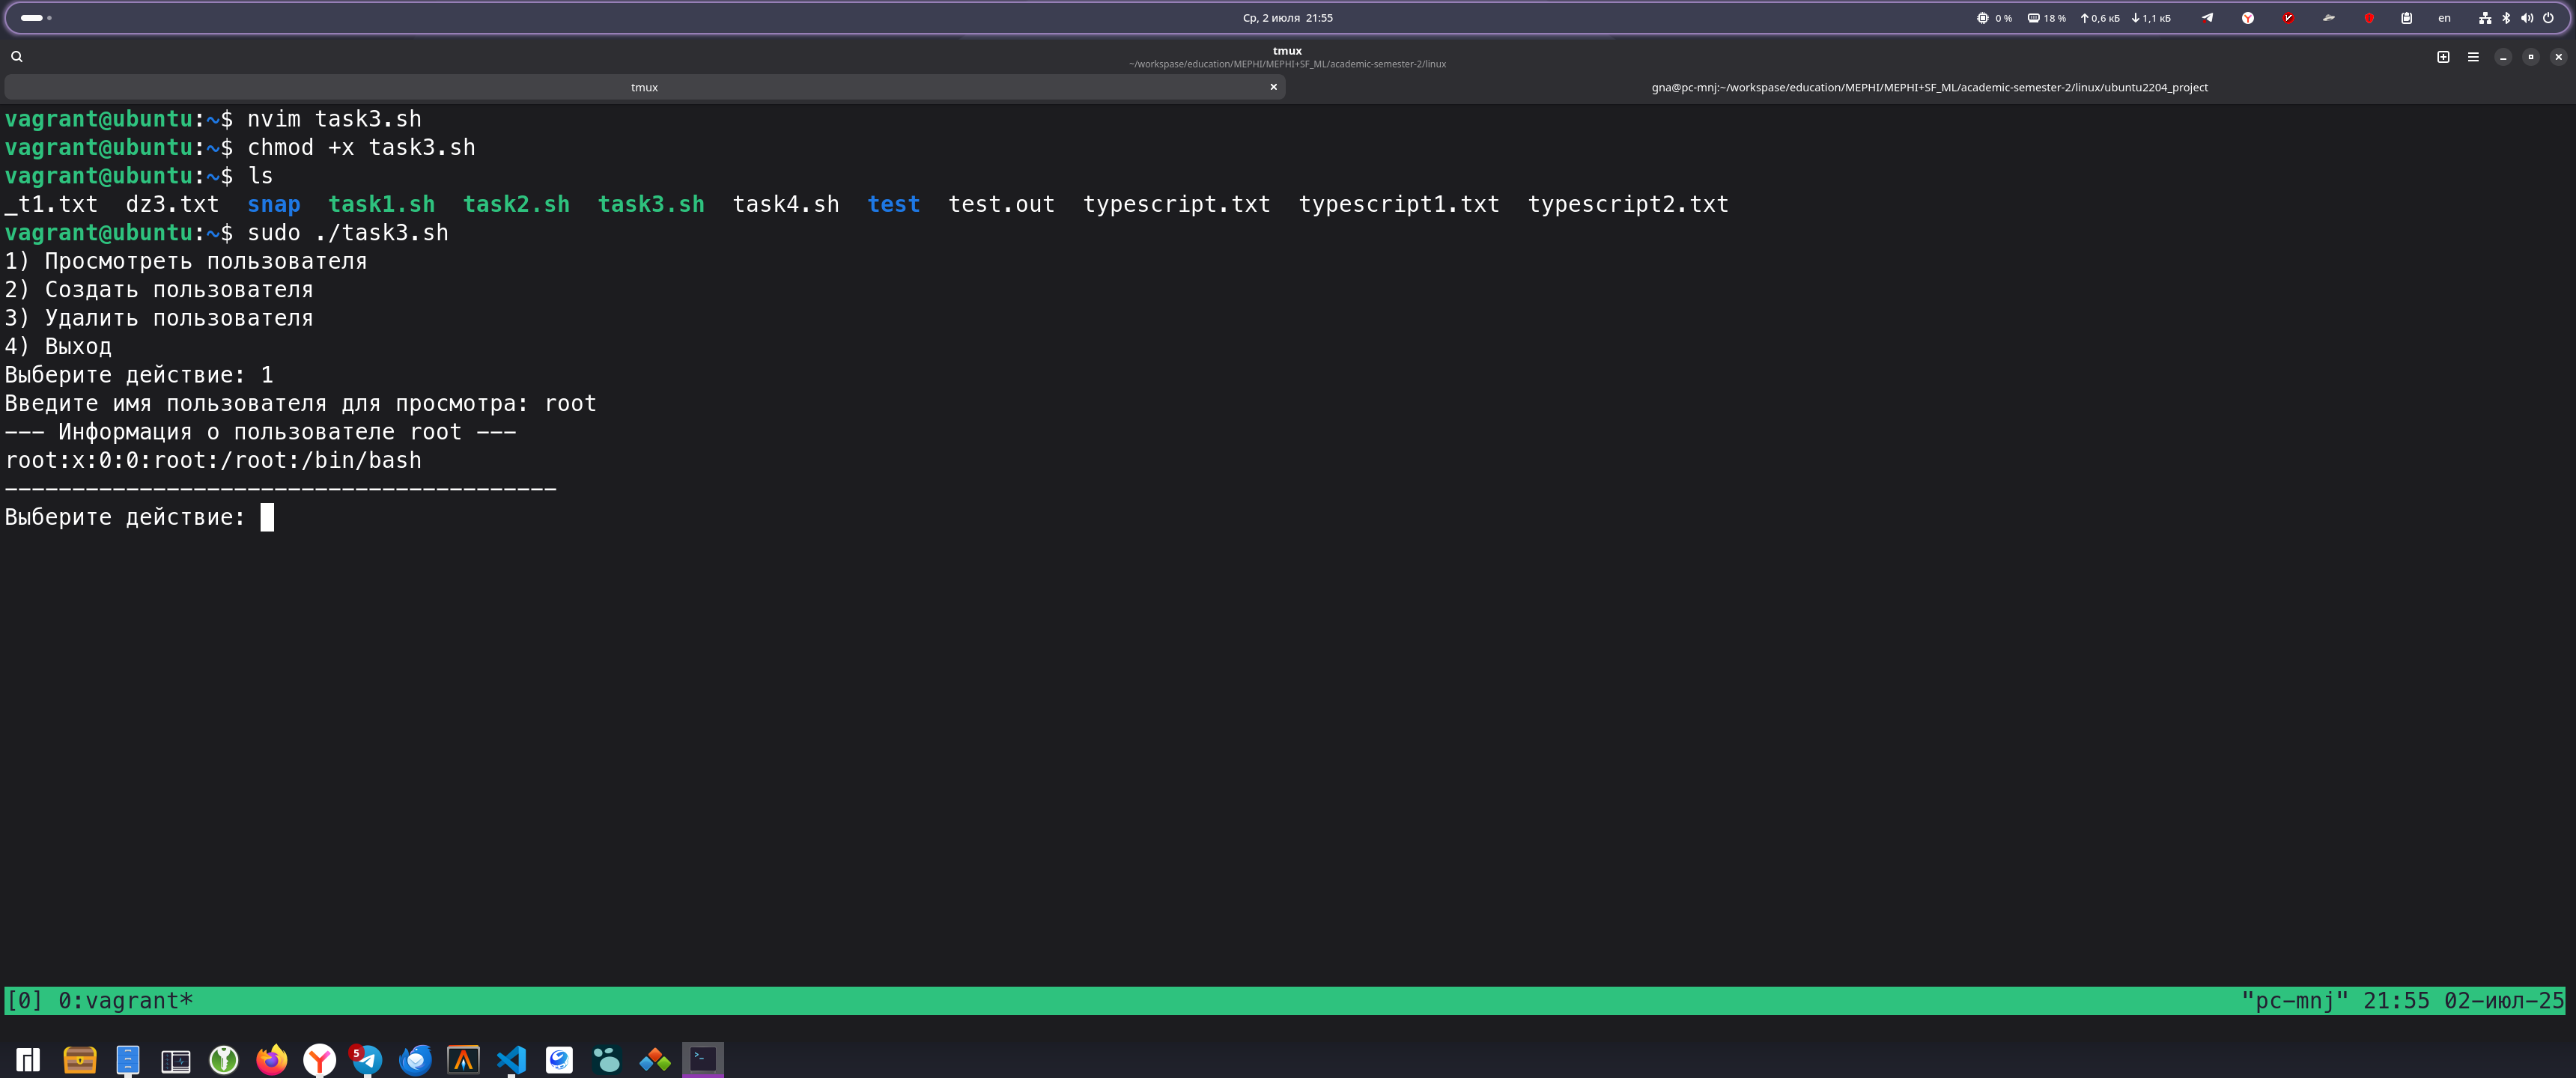 Ср, 2 июля 21:55
0 % 18 % 0,6 кБ 1,1 кБ en
tmux
~/workspase/education/MEPHI/MEPHI+SF_ML/academic-semester-2/linux
tmux
gna@pc-mnj:~/workspase/education/MEPHI/MEPHI+SF_ML/academic-semester-2/linux/ubuntu2204_project
vagrant@ubuntu:~$ nvim task3.sh
vagrant@ubuntu:~$ chmod +x task3.sh
vagrant@ubuntu:~$ ls
_t1.txt dz3.txt snap task1.sh task2.sh task3.sh task4.sh test test.out typescript.txt typescript1.txt typescript2.txt
vagrant@ubuntu:~$ sudo ./task3.sh
1) Просмотреть пользователя
2) Создать пользователя
3) Удалить пользователя
4) Выход
Выберите действие: 1
Введите имя пользователя для просмотра: root
--- Информация о пользователе root ---
root:x:0:0:root:/root:/bin/bash
-----------------------------------------
Выберите действие:
[0] 0:vagrant* "pc-mnj" 21:55 02-июл-25
5